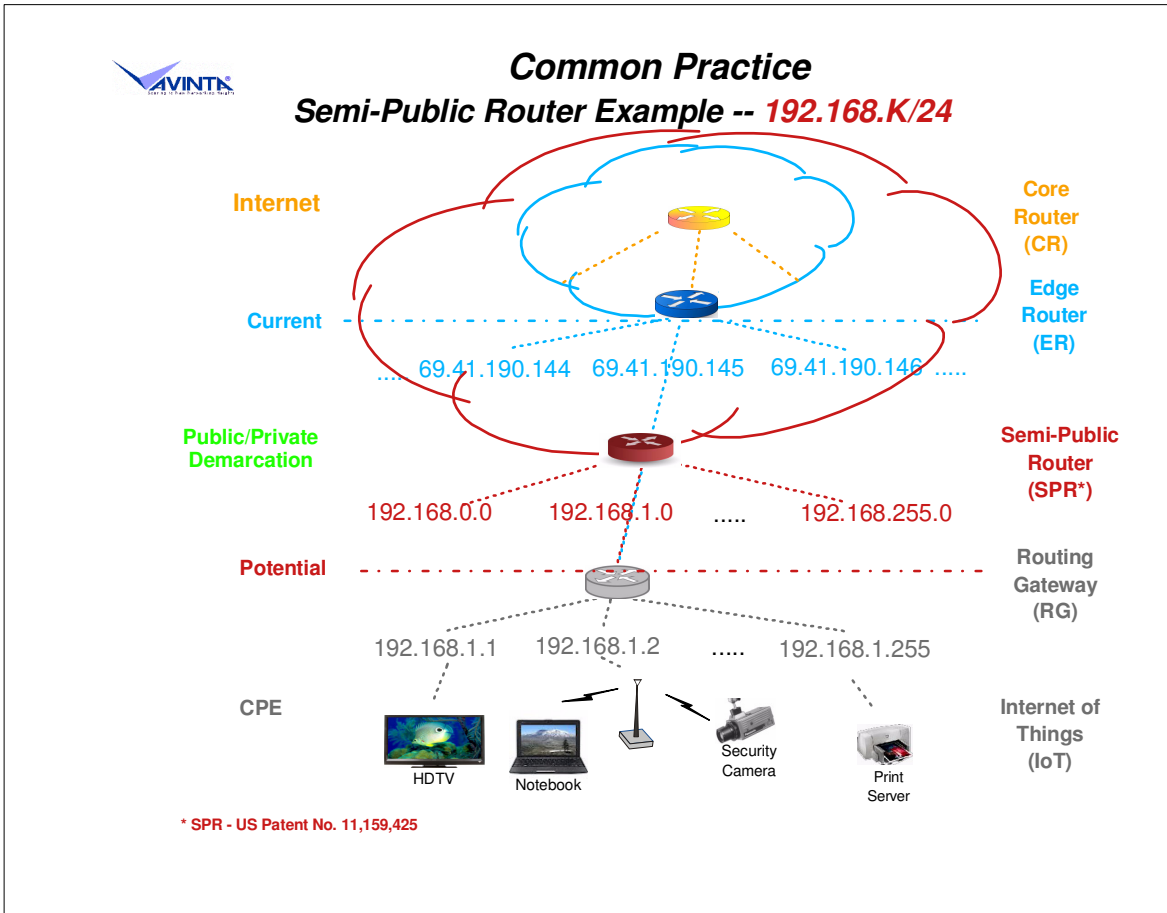 AVINTA®
Common Practice
Semi-Public Router Example -- 192.168.K/24
Internet
Core
Router
(CR)
Edge
Router
(ER)
Current
..... 69.41.190.144 69.41.190.145 69.41.190.146 .....
Public/Private
Demarcation
Semi-Public
Router
(SPR*)
192.168.0.0 192.168.1.0 ..... 192.168.255.0
Potential
Routing
Gateway
(RG)
192.168.1.1 192.168.1.2 ..... 192.168.1.255
CPE
Internet of
Things
(IoT)
HDTV
Notebook
Security
Camera
Print
Server
* SPR - US Patent No. 11,159,425